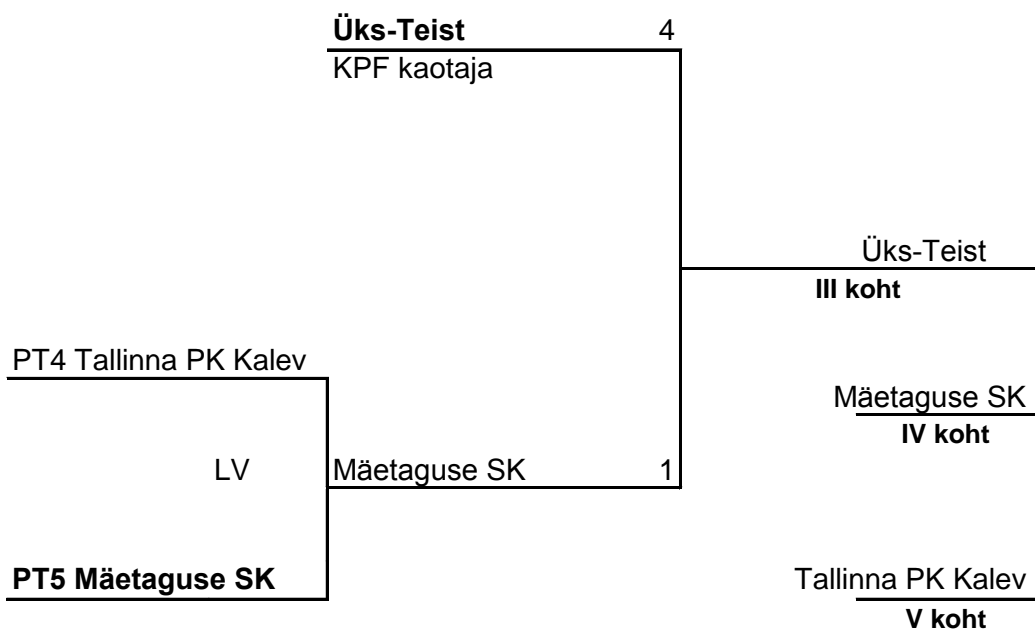 Üks-Teist 4
KPF kaotaja
Üks-Teist
III koht
PT4 Tallinna PK Kalev
Mäetaguse SK
IV koht
LV Mäetaguse SK 1
PT5 Mäetaguse SK
Tallinna PK Kalev
V koht